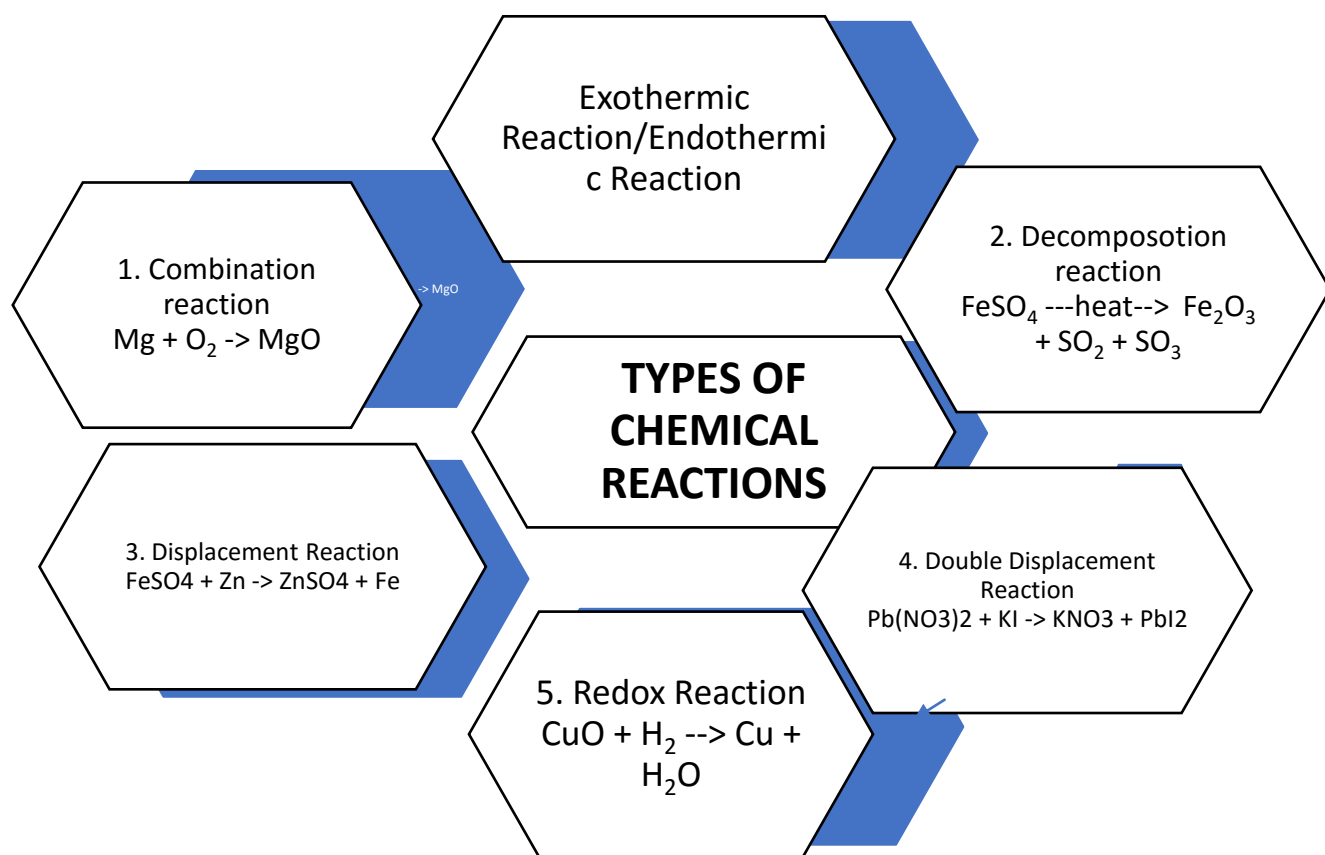 Exothermic
Reaction/Endothermi
c Reaction
1. Combination
reaction
Mg + O₂ -> MgO
-> MgO
2. Decomposotion
reaction
FeSO₄ ---heat--> Fe₂O₃
+ SO₂ + SO₃
TYPES OF
CHEMICAL
REACTIONS
3. Displacement Reaction
FeSO4 + Zn -> ZnSO4 + Fe
4. Double Displacement
Reaction
Pb(NO3)2 + KI -> KNO3 + PbI2
5. Redox Reaction
CuO + H₂ --> Cu +
H₂O